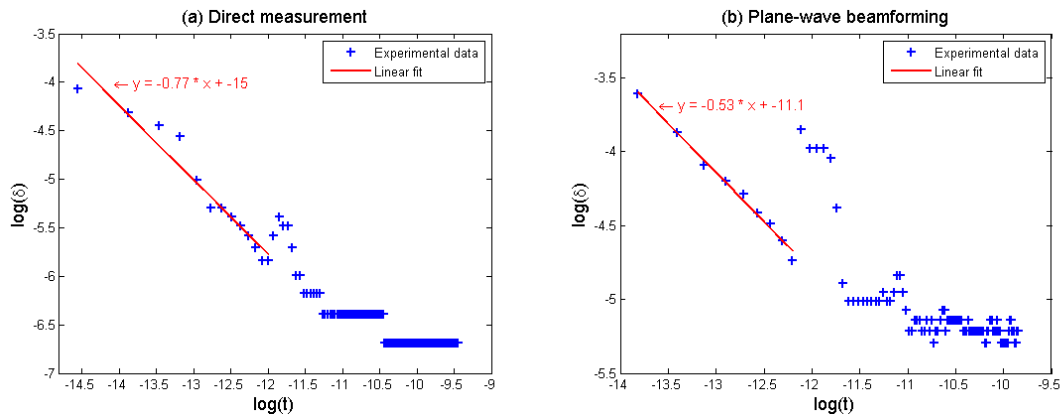 (a) Direct measurement
-3.5
-4
-4.5
-5
-5.5
-6
-6.5
-7
log(δ)
Experimental data
Linear fit
← y = -0.77 * x + -15
-14.5 -14 -13.5 -13 -12.5 -12 -11.5 -11 -10.5 -10 -9.5 -9
log(t)
(b) Plane-wave beamforming
-3.5
-4
-4.5
-5
-5.5
log(δ)
Experimental data
Linear fit
← y = -0.53 * x + -11.1
-14 -13.5 -13 -12.5 -12 -11.5 -11 -10.5 -10 -9.5
log(t)